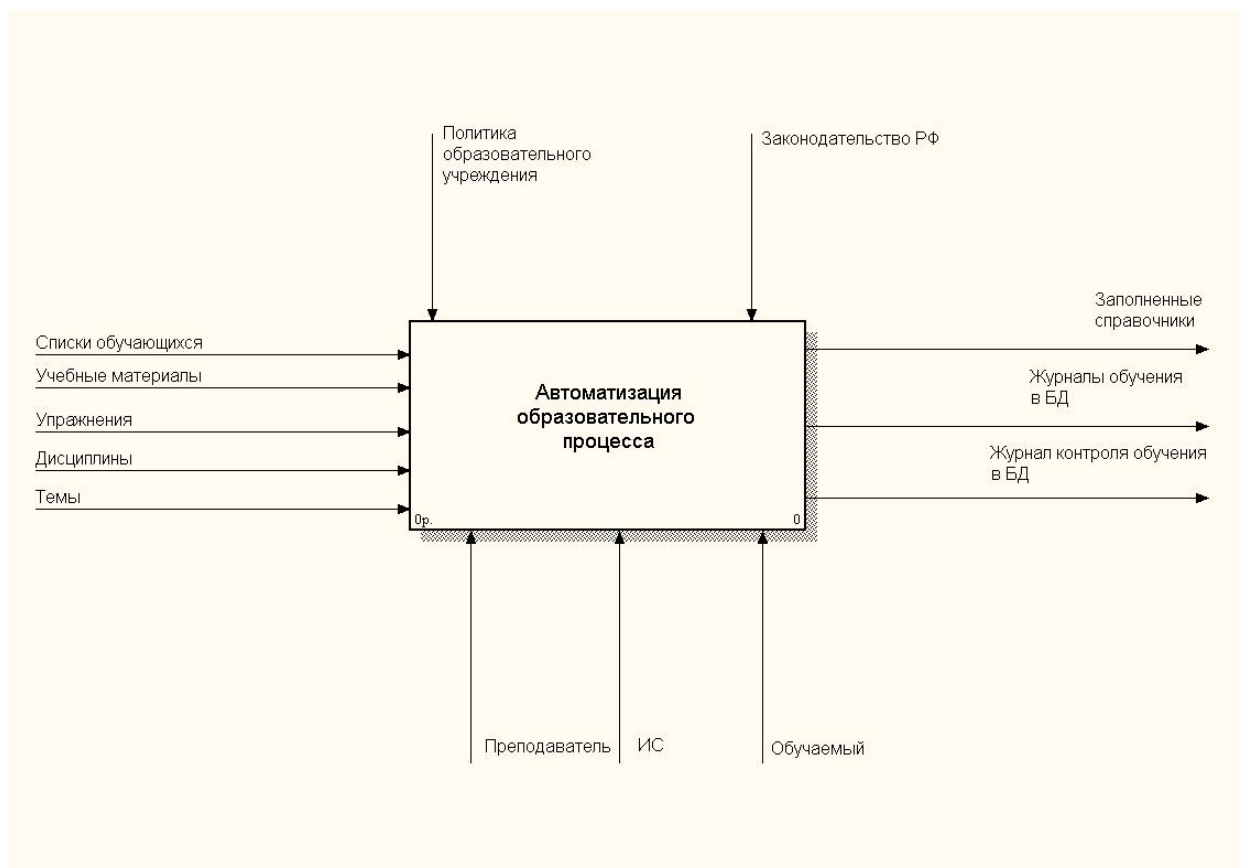 Политика
образовательного
учреждения
Законодательство РФ
Заполненные
справочники
Списки обучающихся
Учебные материалы
Упражнения
Дисциплины
Темы
Автоматизация
образовательного
процесса
0р.
0
Журналы обучения
в БД
Журнал контроля обучения
в БД
Преподаватель
ИС
Обучаемый